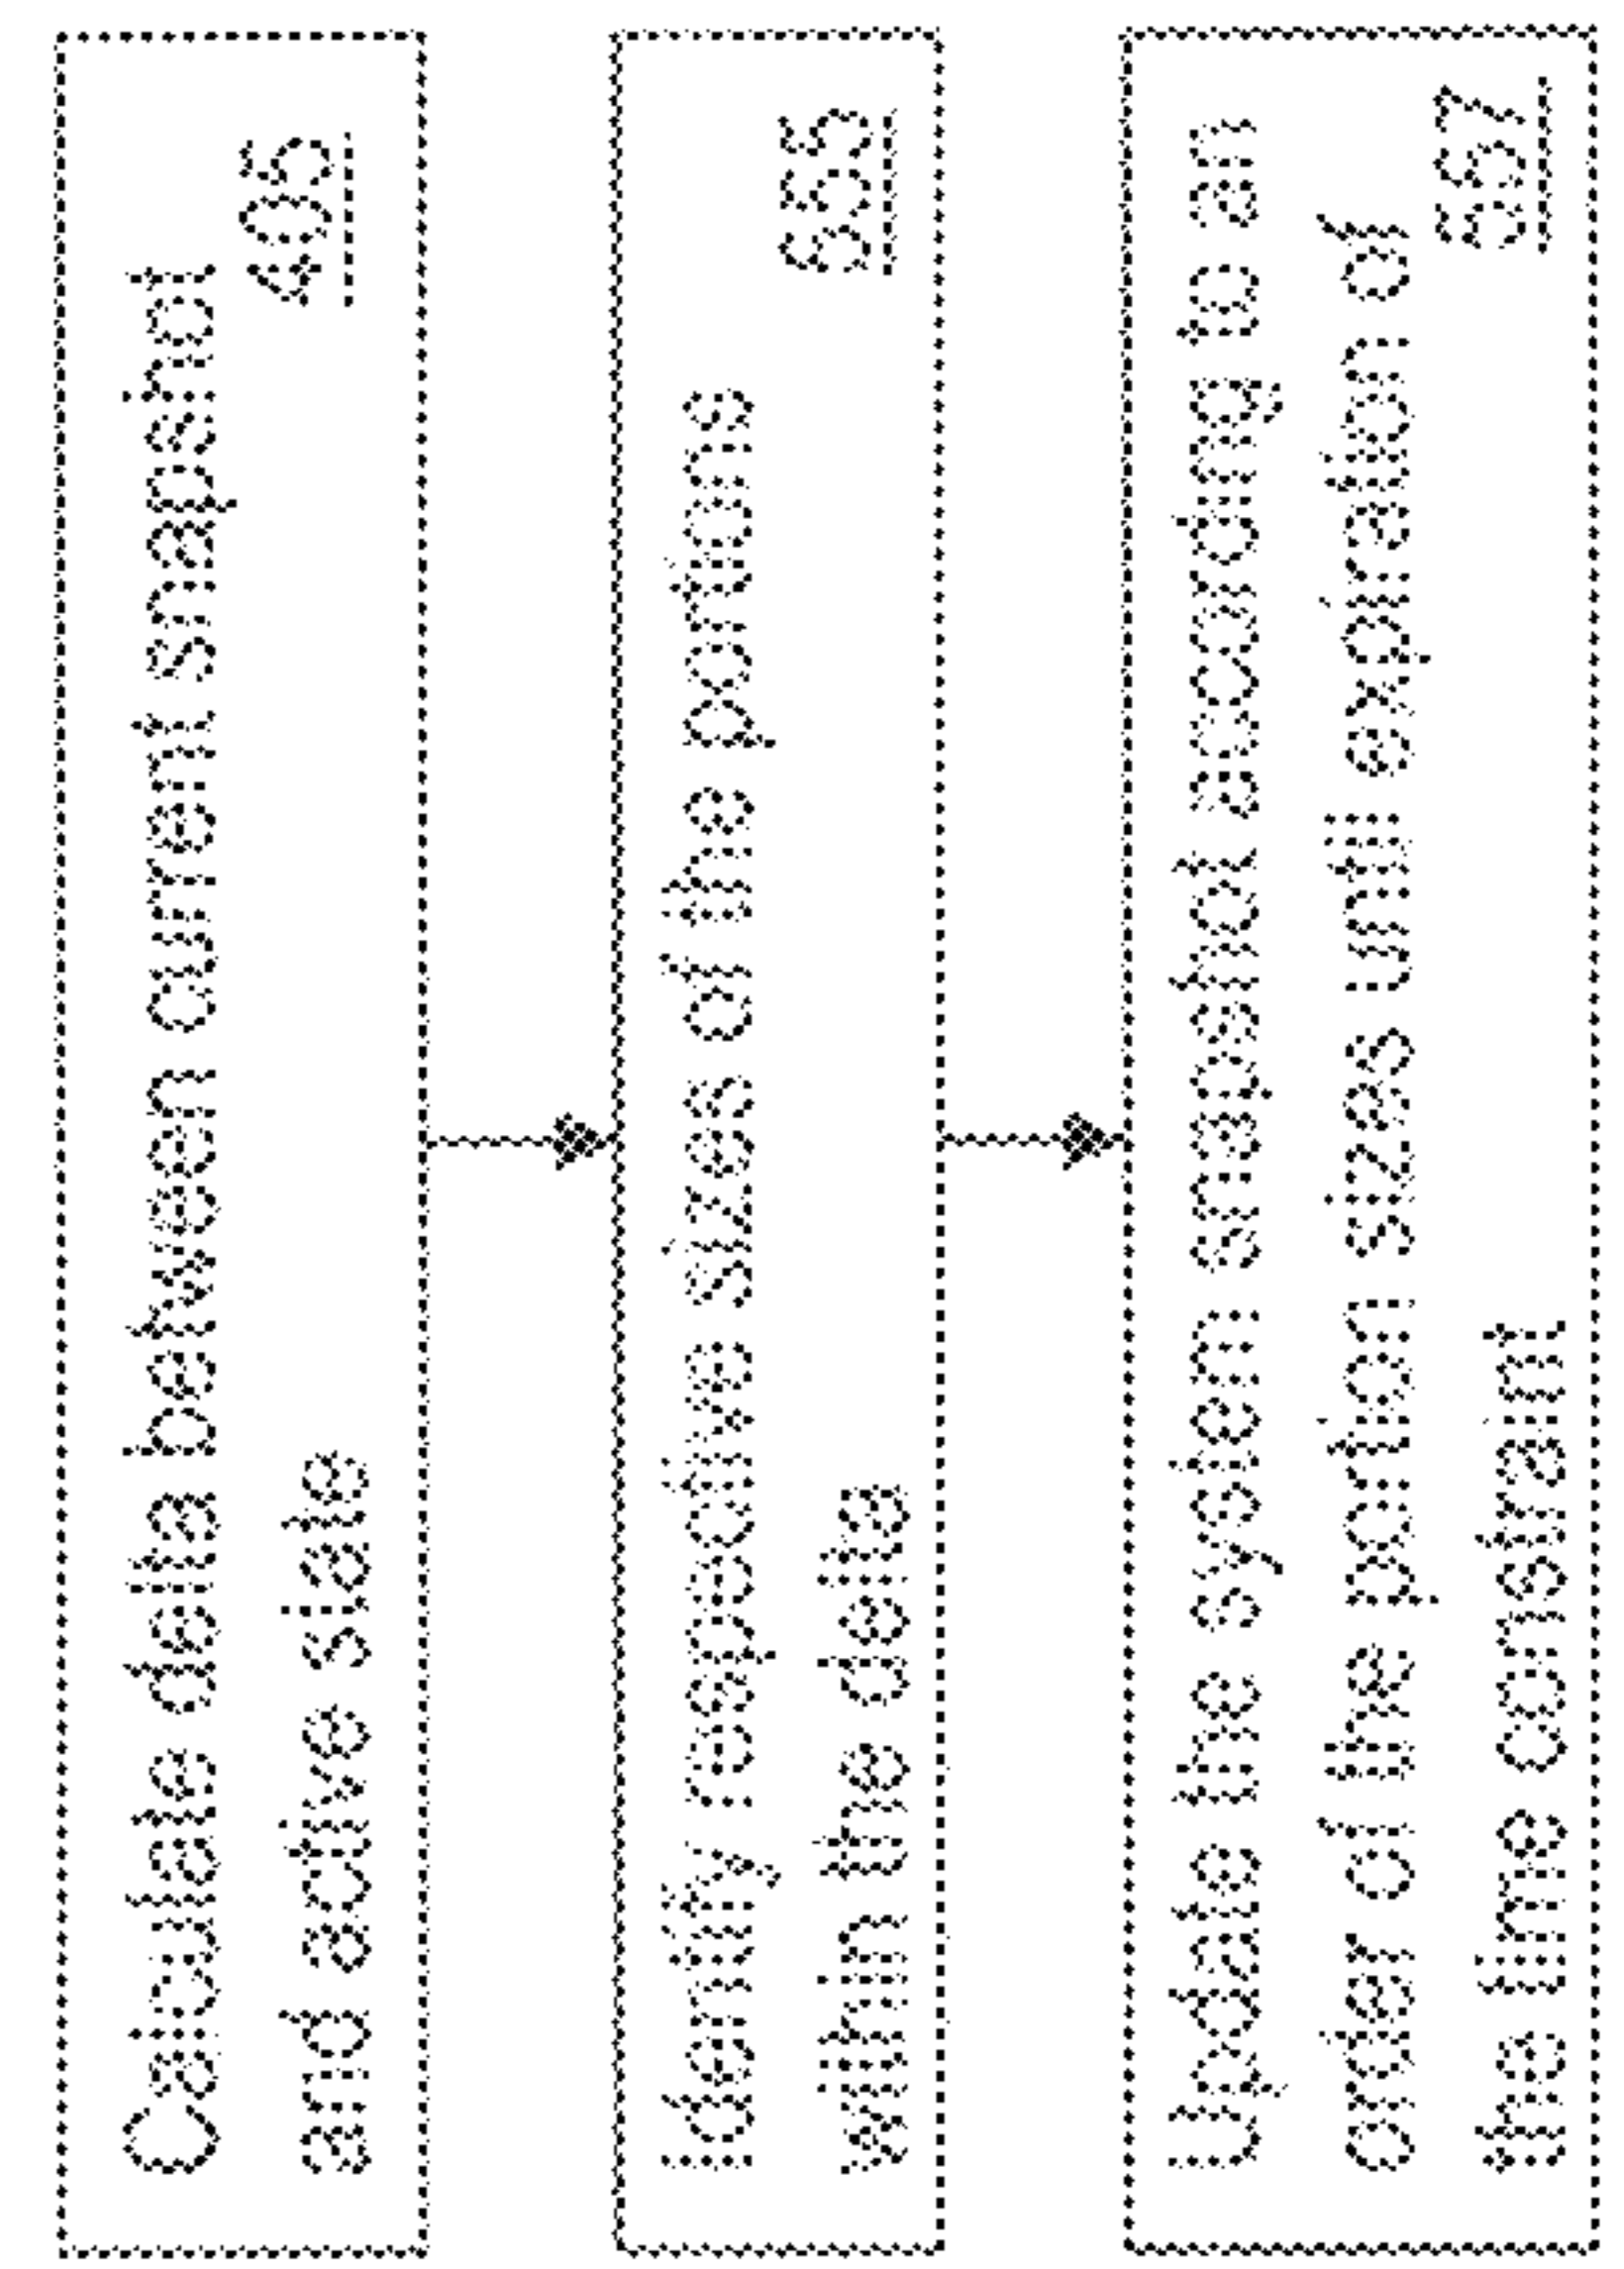 Calculate delta between current snapshot
and active state
405
Identify respective sizes of the portions
within the delta
555
Update the system snapshot according to an
order of the portion sizes until expiration of
the time constraint
557